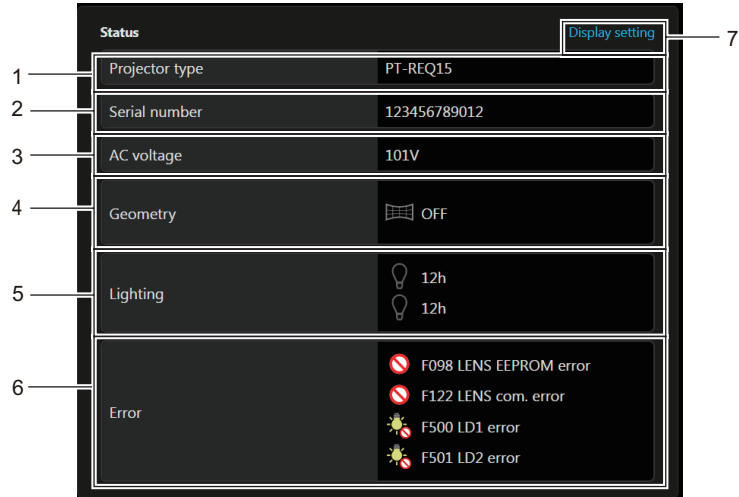 Status
Display setting
7
1
Projector type
PT-REQ15
2
Serial number
123456789012
3
AC voltage
101V
4
Geometry
OFF
5
Lighting
12h
12h
6
Error
F098 LENS EEPROM error
F122 LENS com. error
F500 LD1 error
F501 LD2 error